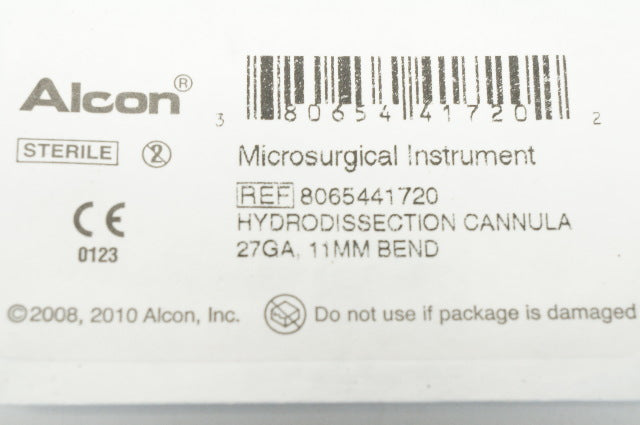 Alcon®
3 80654 41720 2
STERILE 2
Microsurgical Instrument
REF 8065441720
HYDRODISSECTION CANNULA
27GA, 11MM BEND
CE
0123
©2008, 2010 Alcon, Inc.
Do not use if package is damaged